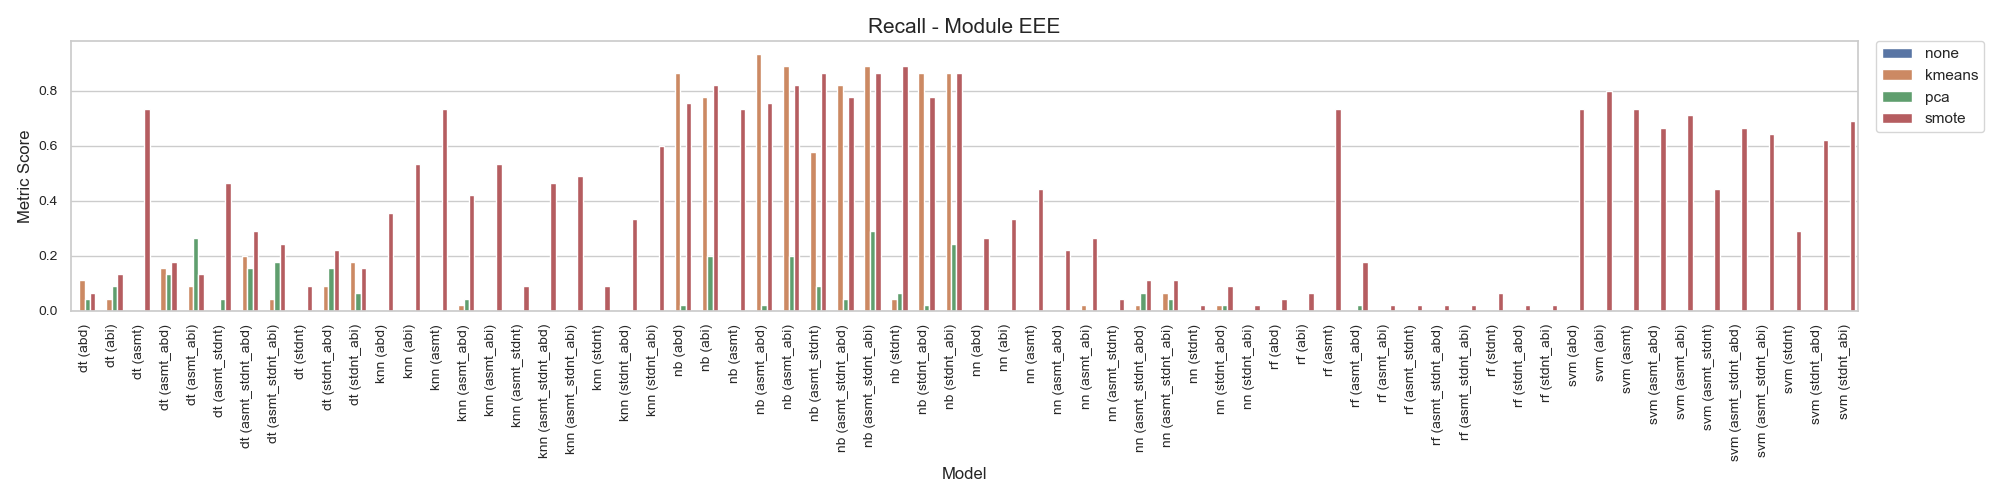 Recall - Module EEE
none
kmeans
pca
smote
Metric Score
0.8
0.6
0.4
0.2
0.0
dt (abd)
dt (abi)
dt (asmt)
dt (asmt_abd)
dt (asmt_abi)
dt (asmt_stdnt)
dt (asmt_stdnt_abd)
dt (asmt_stdnt_abi)
dt (stdnt)
dt (stdnt_abd)
dt (stdnt_abi)
knn (abd)
knn (abi)
knn (asmt)
knn (asmt_abd)
knn (asmt_abi)
knn (asmt_stdnt)
knn (asmt_stdnt_abd)
knn (asmt_stdnt_abi)
knn (stdnt)
knn (stdnt_abd)
knn (stdnt_abi)
nb (abd)
nb (abi)
nb (asmt)
nb (asmt_abd)
nb (asmt_abi)
nb (asmt_stdnt)
nb (asmt_stdnt_abd)
nb (asmt_stdnt_abi)
nb (stdnt)
nb (stdnt_abd)
nb (stdnt_abi)
nn (abd)
nn (abi)
nn (asmt)
nn (asmt_abd)
nn (asmt_abi)
nn (asmt_stdnt)
nn (asmt_stdnt_abd)
nn (asmt_stdnt_abi)
nn (stdnt)
nn (stdnt_abd)
nn (stdnt_abi)
rf (abd)
rf (abi)
rf (asmt)
rf (asmt_abd)
rf (asmt_abi)
rf (asmt_stdnt)
rf (asmt_stdnt_abd)
rf (asmt_stdnt_abi)
rf (stdnt)
rf (stdnt_abd)
rf (stdnt_abi)
svm (abd)
svm (abi)
svm (asmt)
svm (asmt_abd)
svm (asmt_abi)
svm (asmt_stdnt)
svm (asmt_stdnt_abd)
svm (asmt_stdnt_abi)
svm (stdnt)
svm (stdnt_abd)
svm (stdnt_abi)
Model